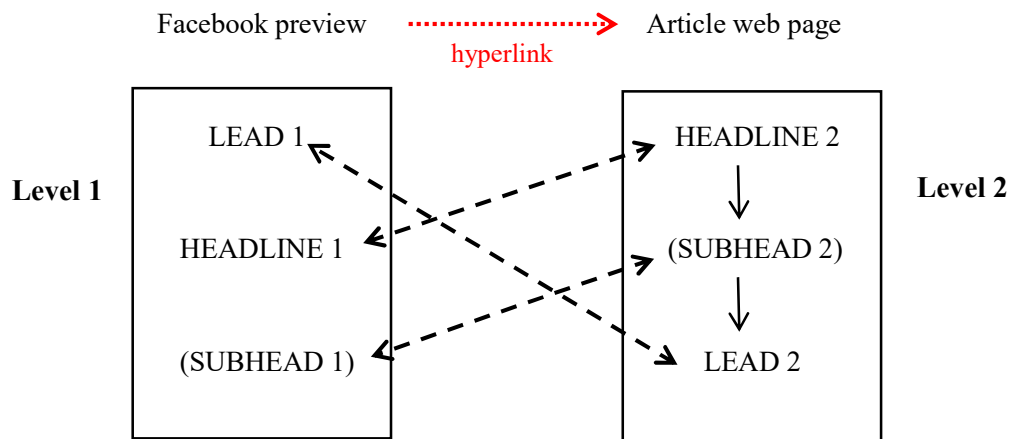 Facebook preview
hyperlink
Article web page
Level 1
LEAD 1
HEADLINE 1
(SUBHEAD 1)
HEADLINE 2
(SUBHEAD 2)
LEAD 2
Level 2